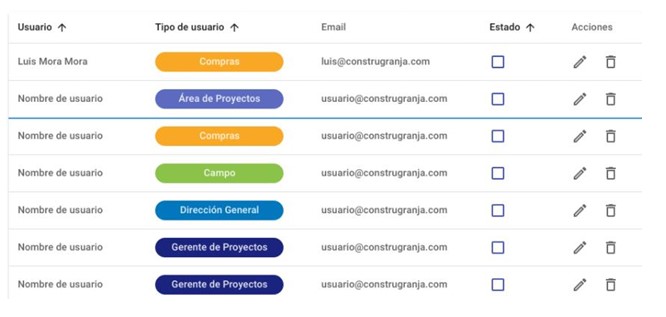 Usuario Tipo de usuario Email Estado Acciones
Luis Mora Mora Compras luis@construgranja.com
Nombre de usuario Área de Proyectos usuario@construgranja.com
Nombre de usuario Compras usuario@construgranja.com
Nombre de usuario Campo usuario@construgranja.com
Nombre de usuario Dirección General usuario@construgranja.com
Nombre de usuario Gerente de Proyectos usuario@construgranja.com
Nombre de usuario Gerente de Proyectos usuario@construgranja.com